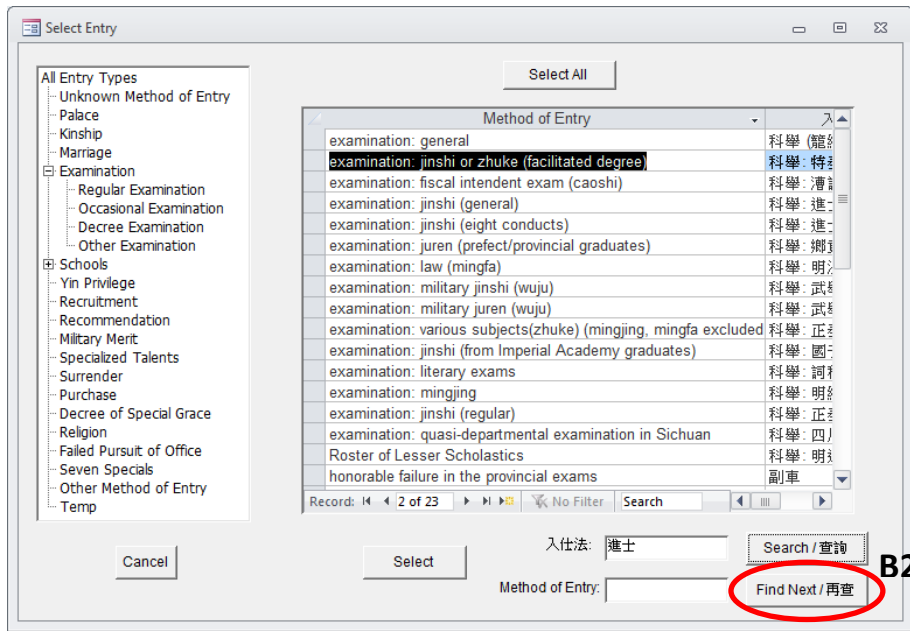 Select Entry
Select All
All Entry Types
Unknown Method of Entry
Palace
Kinship
Marriage
Examination
Regular Examination
Occasional Examination
Decree Examination
Other Examination
Schools
Yin Privilege
Recruitment
Recommendation
Military Merit
Specialized Talents
Surrender
Purchase
Decree of Special Grace
Religion
Failed Pursuit of Office
Seven Specials
Other Method of Entry
Temp
Method of Entry 入
examination: general 科舉 (籠
examination: jinshi or zhuke (facilitated degree) 科舉: 特
examination: fiscal intendent exam (caoshi) 科舉: 漕
examination: jinshi (general) 科舉: 進
examination: jinshi (eight conducts) 科舉: 進
examination: juren (prefect/provincial graduates) 科舉: 鄉
examination: law (mingfa) 科舉: 明
examination: military jinshi (wuju) 科舉: 武
examination: military juren (wuju) 科舉: 武
examination: various subjects(zhuke) (mingjing, mingfa excluded 科舉: 正
examination: jinshi (from Imperial Academy graduates) 科舉: 國
examination: literary exams 科舉: 詞
examination: mingjing 科舉: 明
examination: jinshi (regular) 科舉: 正
examination: quasi-departmental examination in Sichuan 科舉: 四
Roster of Lesser Scholastics 科舉: 明
honorable failure in the provincial exams 副車
Record: 2 of 23 No Filter Search
Cancel
Select
入仕法: 進士
Search / 查詢
Method of Entry:
Find Next / 再查
B2